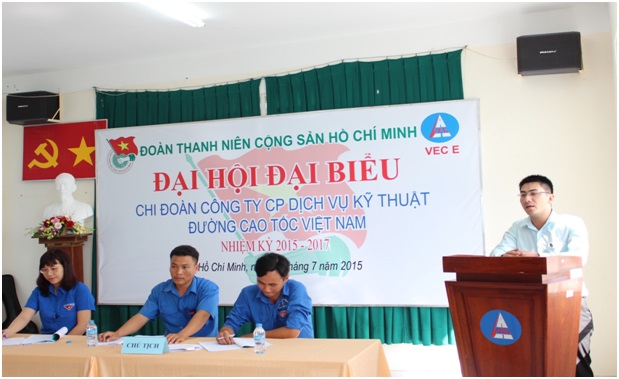 ĐOÀN THANH NIÊN CỘNG SẢN HỒ CHÍ MINH
VEC E
ĐẠI HỘI ĐẠI BIỂU
CHI ĐOÀN CÔNG TY CP DỊCH VỤ KỸ THUẬT
ĐƯỜNG CAO TỐC VIỆT NAM
NHIỆM KỲ 2015 - 2017
Hồ Chí Minh, 7 năm 2015
CHỦ TỊCH